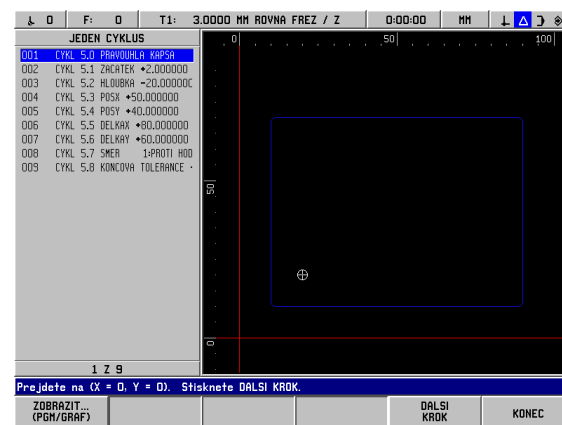 0 F: 0 T1: 3.0000 MM ROVNA FREZ / Z 0:00:00 MM
JEDEN CYKLUS
0 50 100
001 CYKL 5.0 PRAVOUHLA KAPSA
002 CYKL 5.1 ZACATEK +2.000000
003 CYKL 5.2 HLOUBKA -20.00000
004 CYKL 5.3 POSX +50.000000
005 CYKL 5.4 POSY +40.000000
006 CYKL 5.5 DELKAX +80.000000
007 CYKL 5.6 DELKAY +60.000000
008 CYKL 5.7 SMER 1:PROTI HOD
009 CYKL 5.8 KONCOVA TOLERANCE
50
0
1 Z 9
Prejdete na (X = 0, Y = 0). Stisknete DALSI KROK.
ZOBRAZIT...
(PGM/GRAF)
DALSI
KROK
KONEC